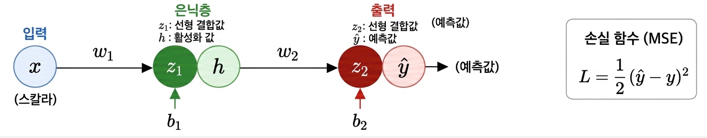 입력
x
(스칼라)
w₁
은닉층
z₁: 선형 결합값
h: 활성화 값
z₁
h
b₁
w₂
출력
z₂: 선형 결합값
ŷ: 예측값
z₂
ŷ
b₂
(예측값)
(예측값)
손실 함수 (MSE)
L = 1/2 (ŷ − y)²